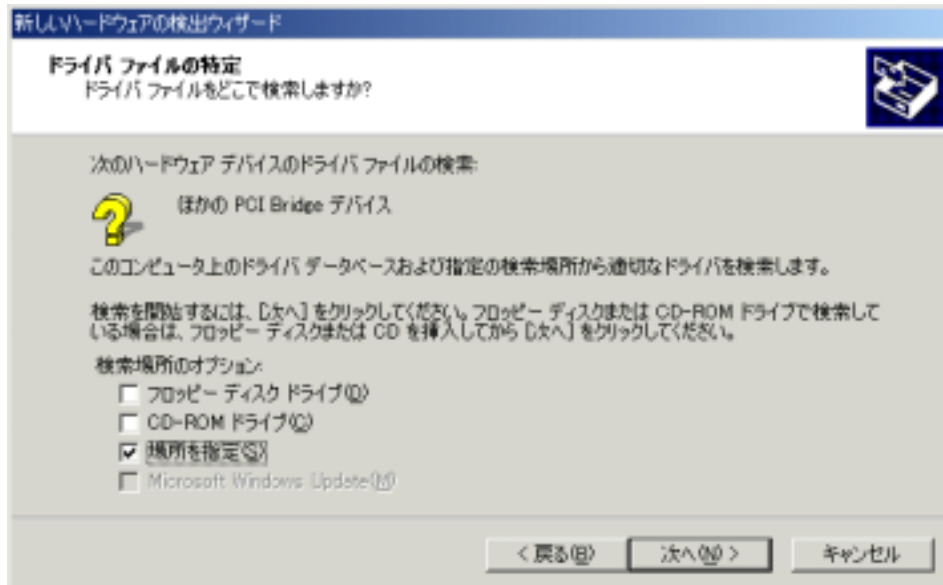 新しいハードウェアの検出ウィザード
ドライバ ファイルの特定
ドライバ ファイルをどこで検索しますか?
次のハードウェア デバイスのドライバ ファイルの検索:
ほかの PCI Bridge デバイス
このコンピュータ上のドライバ データベースおよび指定の検索場所から適切なドライバを検索します。
検索を開始するには、[次へ] をクリックしてください。フロッピー ディスクまたは CD-ROM ドライブで検索して
いる場合は、フロッピー ディスクまたは CD を挿入してから [次へ] をクリックしてください。
検索場所のオプション:
フロッピー ディスク ドライブ(D)
CD-ROM ドライブ(C)
場所を指定(S)
Microsoft Windows Update(M)
< 戻る(B)
次へ(N) >
キャンセル